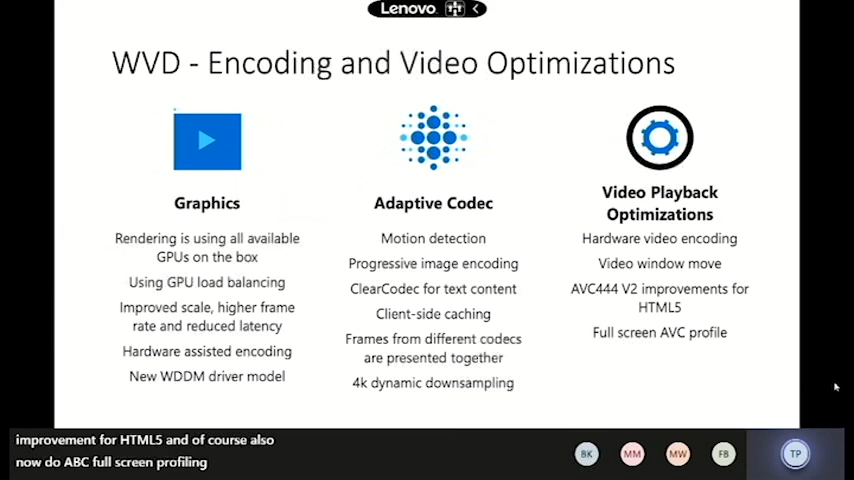 Lenovo
WVD - Encoding and Video Optimizations
Graphics
Rendering is using all available
GPUs on the box
Using GPU load balancing
Improved scale, higher frame
rate and reduced latency
Hardware assisted encoding
New WDDM driver model
Adaptive Codec
Motion detection
Progressive image encoding
ClearCodec for text content
Client-side caching
Frames from different codecs
are presented together
4k dynamic downsampling
Video Playback
Optimizations
Hardware video encoding
Video window move
AVC444 V2 improvements for
HTML5
Full screen AVC profile
improvement for HTML5 and of course also
now do ABC full screen profiling
BK
MM
MW
FB
TP